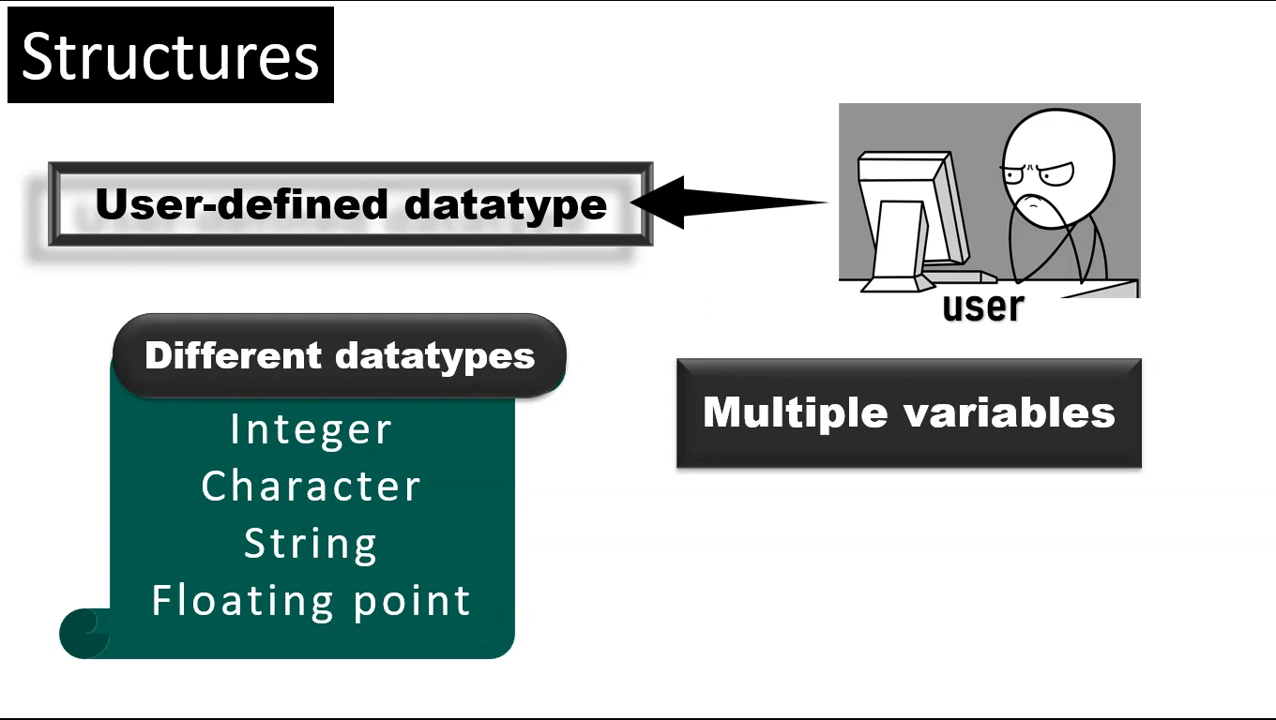 Structures
User-defined datatype
user
Different datatypes
Integer
Character
String
Floating point
Multiple variables